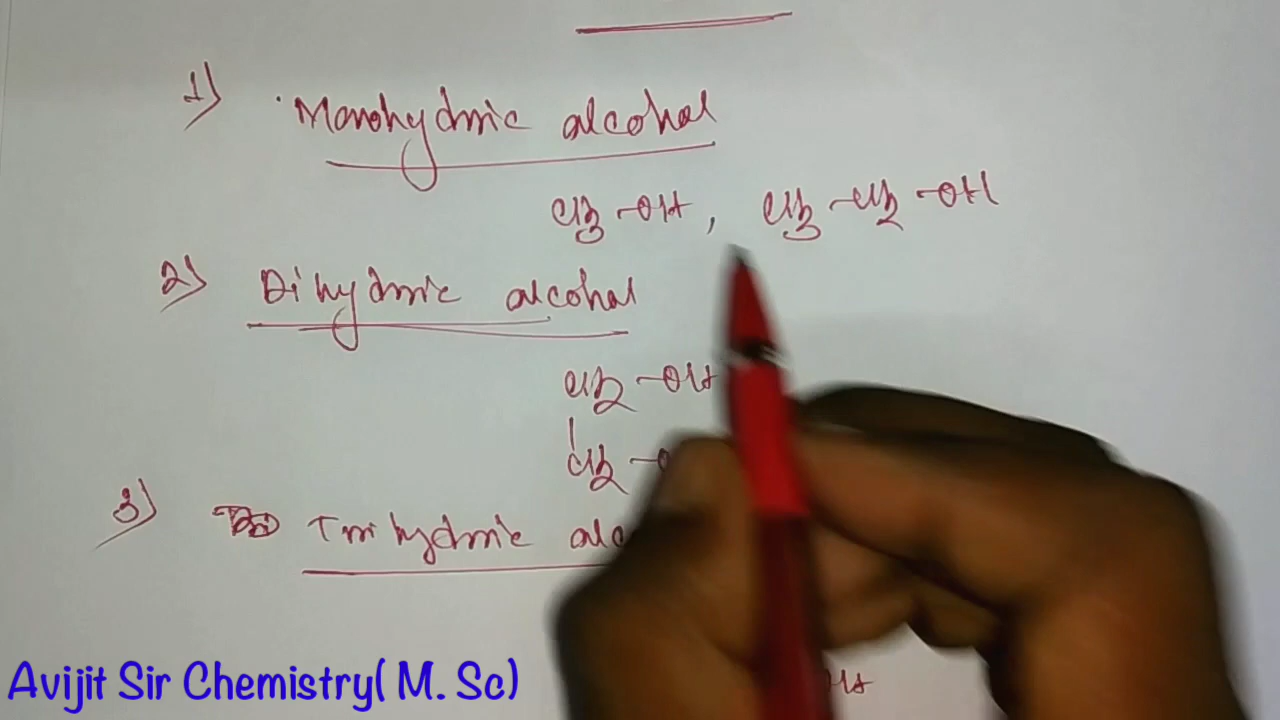 1) Monohydric alcohol
CH3-OH, CH3-CH2-OH
2) Dihydric alcohol
CH2-OH
|
CH2-O
3) Trihydric alc
Avijit Sir Chemistry( M. Sc)